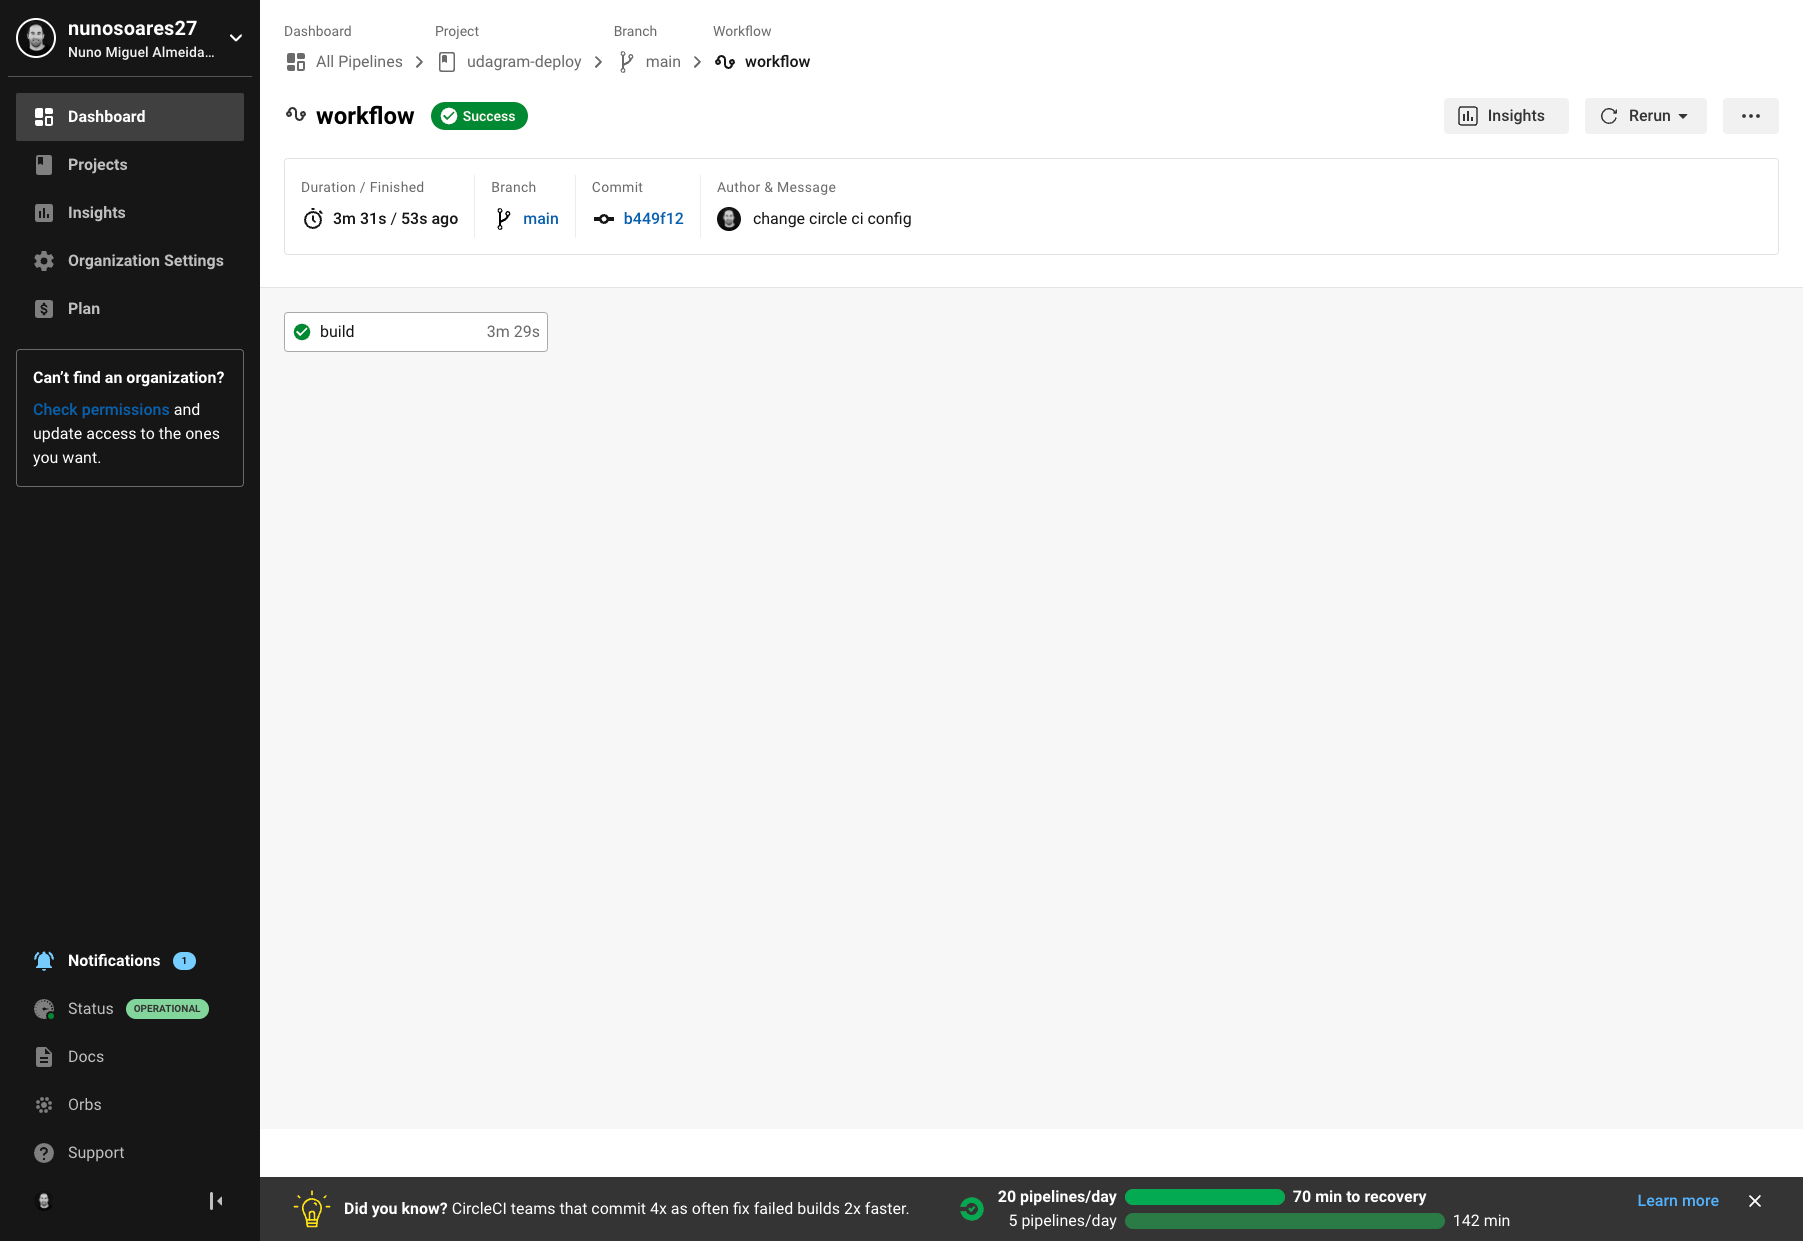 nunosoares27
Nuno Miguel Almeida...
Dashboard
Projects
Insights
Organization Settings
$ Plan
Can't find an organization?
Check permissions and
update access to the ones
you want.
Notifications 1
Status OPERATIONAL
Docs
Orbs
? Support
Dashboard Project Branch Workflow
All Pipelines udagram-deploy main workflow
workflow Success Insights Rerun
Duration / Finished Branch Commit Author & Message
3m 31s / 53s ago main b449f12 change circle ci config
build 3m 29s
Did you know? CircleCI teams that commit 4x as often fix failed builds 2x faster.
20 pipelines/day 70 min to recovery
5 pipelines/day 142 min
Learn more